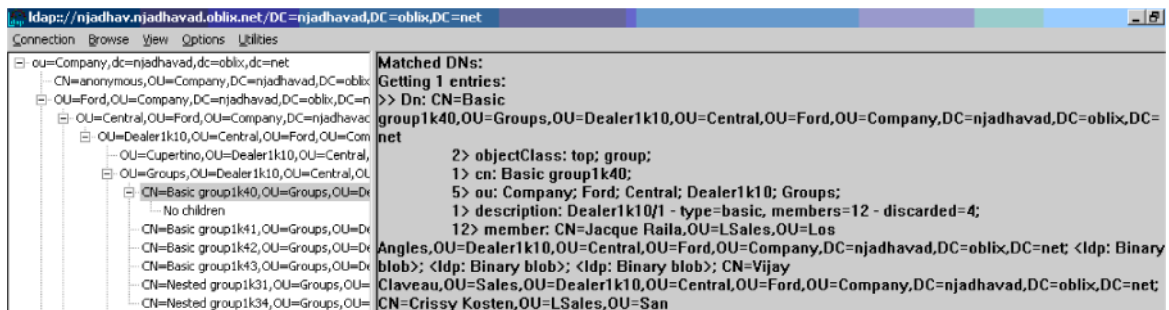 ldap://njadhav.njadhavad.oblix.net/DC=njadhavad,DC=oblix,DC=net
Connection Browse View Options Utilities
ou=Company,dc=njadhavad,dc=oblix,dc=net
CN=anonymous,OU=Company,DC=njadhavad,DC=oblix
OU=Ford,OU=Company,DC=njadhavad,DC=oblix,DC=n
OU=Central,OU=Ford,OU=Company,DC=njadhavac
OU=Dealer1k10,OU=Central,OU=Ford,OU=Com
OU=Cupertino,OU=Dealer1k10,OU=Central,
OU=Groups,OU=Dealer1k10,OU=Central,OU
CN=Basic group1k40,OU=Groups,OU=De
No children
CN=Basic group1k41,OU=Groups,OU=De
CN=Basic group1k42,OU=Groups,OU=De
CN=Basic group1k43,OU=Groups,OU=De
CN=Nested group1k31,OU=Groups,OU=
CN=Nested group1k34,OU=Groups,OU=
Matched DNs:
Getting 1 entries:
>> Dn: CN=Basic
group1k40,OU=Groups,OU=Dealer1k10,OU=Central,OU=Ford,OU=Company,DC=njadhavad,DC=oblix,DC=
net
2> objectClass: top; group;
1> cn: Basic group1k40;
5> ou: Company; Ford; Central; Dealer1k10; Groups;
1> description: Dealer1k10/1 - type=basic, members=12 - discarded=4;
12> member: CN=Jacque Raila,OU=LSales,OU=Los
Angles,OU=Dealer1k10,OU=Central,OU=Ford,OU=Company,DC=njadhavad,DC=oblix,DC=net; <ldp: Binary
blob>; <ldp: Binary blob>; <ldp: Binary blob>; CN=Vijay
Claveau,OU=Sales,OU=Dealer1k10,OU=Central,OU=Ford,OU=Company,DC=njadhavad,DC=oblix,DC=net;
CN=Crissy Kosten,OU=LSales,OU=San